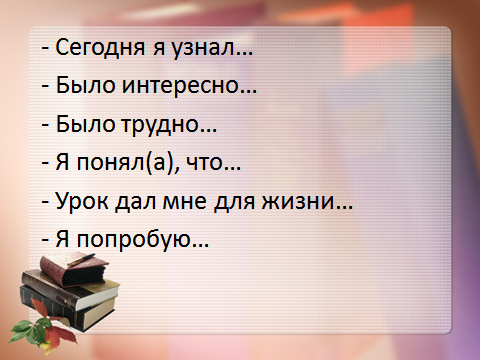 - Сегодня я узнал...
- Было интересно...
- Было трудно...
- Я понял(а), что...
- Урок дал мне для жизни...
- Я попробую...